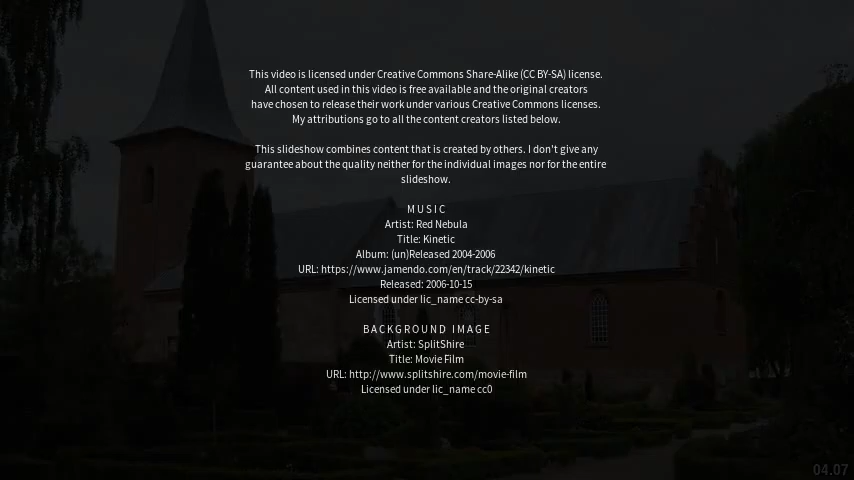 This video is licensed under Creative Commons Share-Alike (CC BY-SA) license.
All content used in this video is free available and the original creators
have chosen to release their work under various Creative Commons licenses.
My attributions go to all the content creators listed below.
This slideshow combines content that is created by others. I don't give any
guarantee about the quality neither for the individual images nor for the entire
slideshow.
MUSIC
Artist: Red Nebula
Title: Kinetic
Album: (un)Released 2004-2006
URL: https://www.jamendo.com/en/track/22342/kinetic
Released: 2006-10-15
Licensed under lic_name cc-by-sa
BACKGROUND IMAGE
Artist: SplitShire
Title: Movie Film
URL: http://www.splitshire.com/movie-film
Licensed under lic_name cc0
04.07